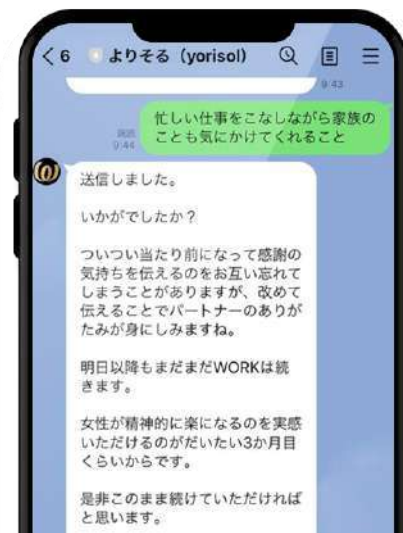 6 よりそる (yorisol)
9:43
忙しい仕事をこなしながら家族の
ことも気にかけてくれること
9:44
送信しました。
いかがでしたか？
ついつい当たり前になって感謝の
気持ちを伝えるのをお互い忘れて
しまうことがありますが、改めて
伝えることでパートナーのありが
たみが身にしみますね。
明日以降もまだまだWORKは続
きます。
女性が精神的に楽になるのを実感
いただけるのがだいたい3か月目
くらいからです。
是非このまま続けていただければ
と思います。